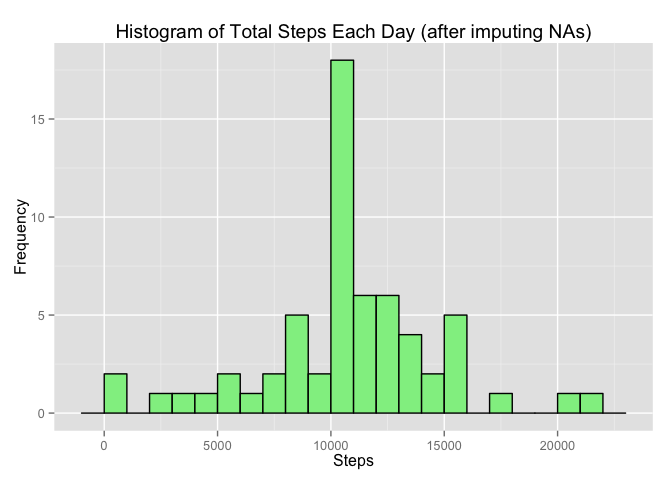 Histogram of Total Steps Each Day (after imputing NAs)
15
10
5
0
Frequency
0 5000 10000 15000 20000
Steps